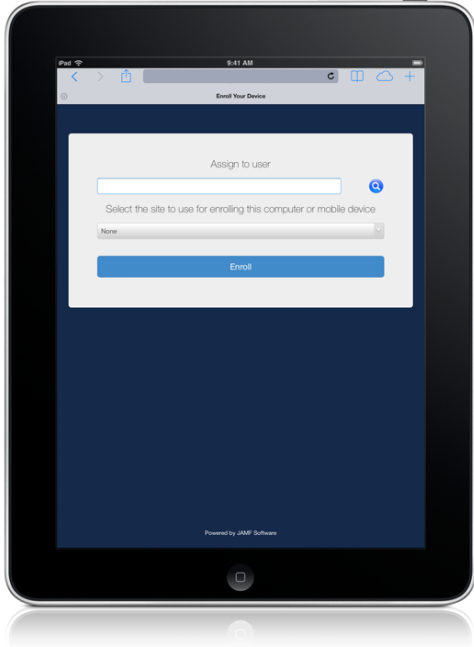 iPad 9:41 AM
Enroll Your Device
Assign to user
Select the site to use for enrolling this computer or mobile device
None
Enroll
Powered by JAMF Software